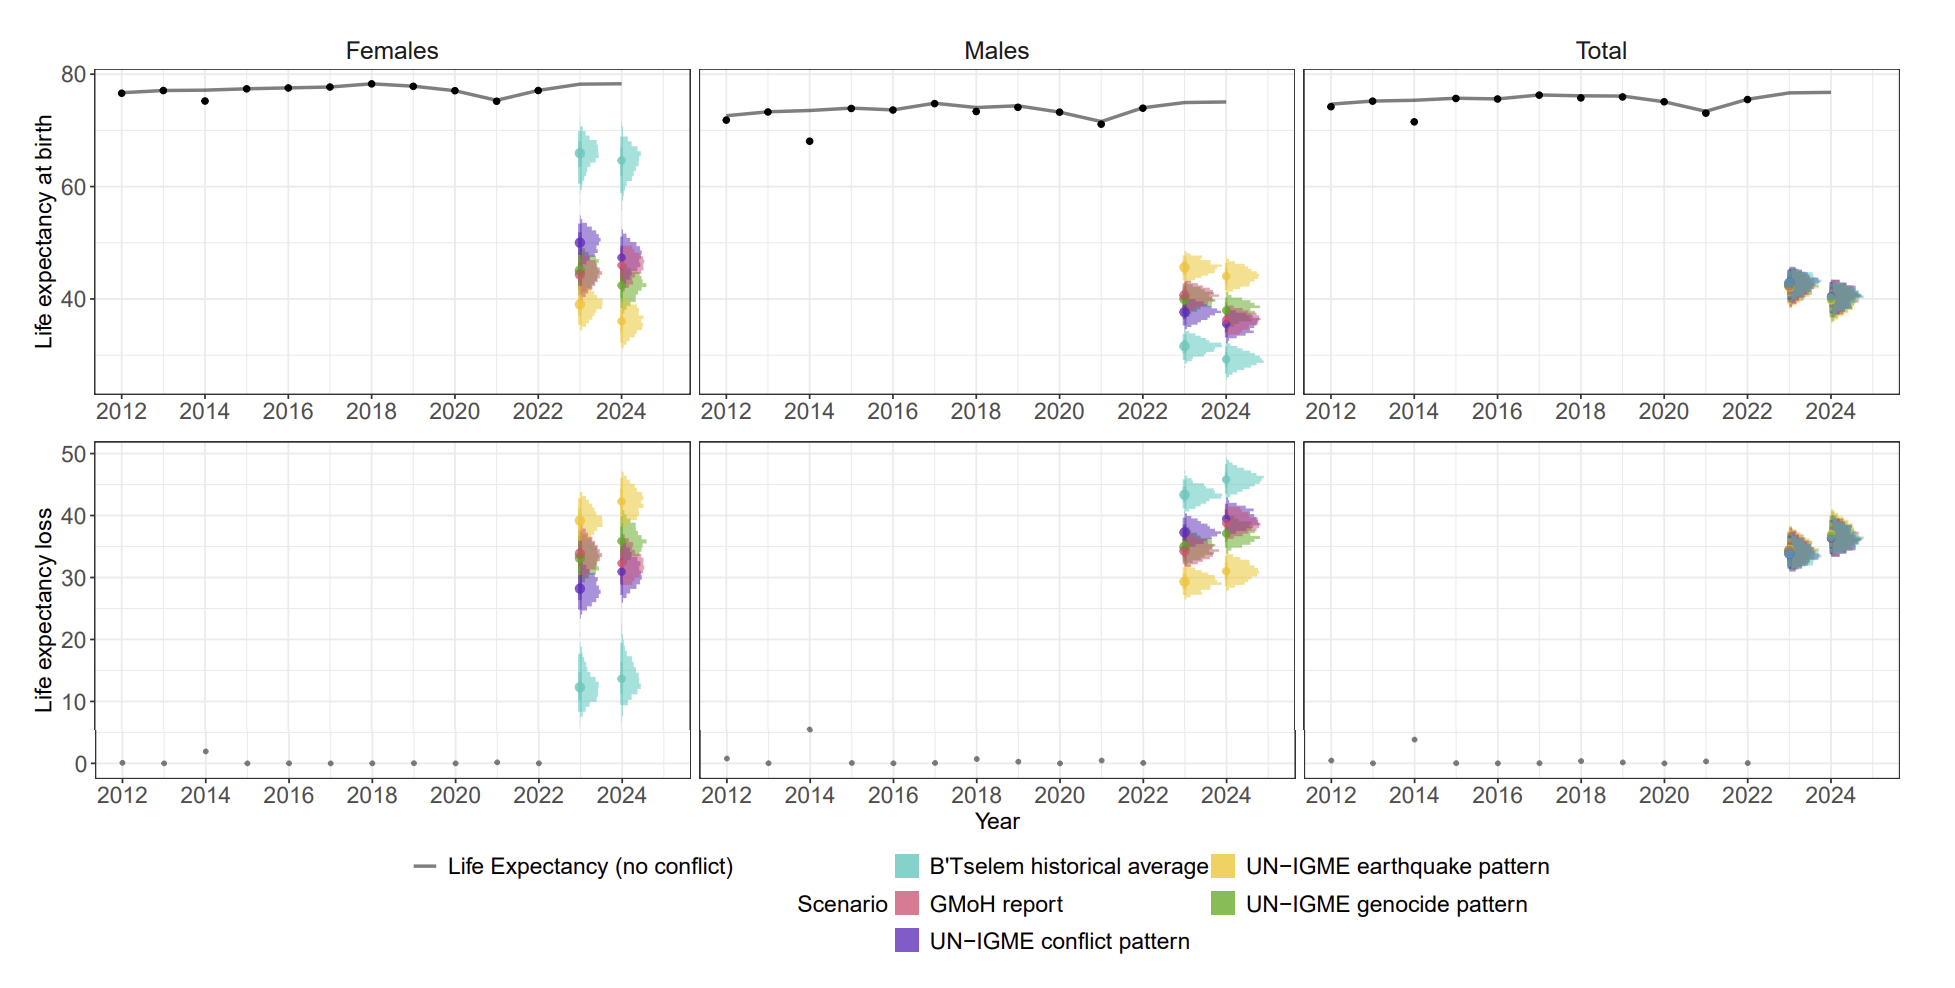 Females Males Total
Life expectancy at birth
80
60
40
2012 2014 2016 2018 2020 2022 2024 2012 2014 2016 2018 2020 2022 2024 2012 2014 2016 2018 2020 2022 2024
Life expectancy loss
50
40
30
20
10
0
2012 2014 2016 2018 2020 2022 2024 2012 2014 2016 2018 2020 2022 2024 2012 2014 2016 2018 2020 2022 2024
Year
Life Expectancy (no conflict) B'Tselem historical average UN−IGME earthquake pattern
Scenario GMoH report UN−IGME genocide pattern
UN−IGME conflict pattern